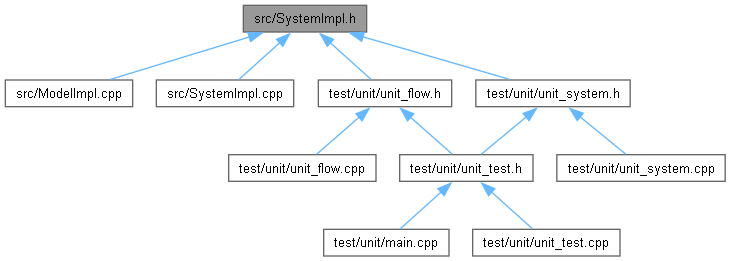 src/SystemImpl.h
src/ModelImpl.cpp
src/SystemImpl.cpp
test/unit/unit_flow.h
test/unit/unit_system.h
test/unit/unit_flow.cpp
test/unit/unit_test.h
test/unit/unit_system.cpp
test/unit/main.cpp
test/unit/unit_test.cpp